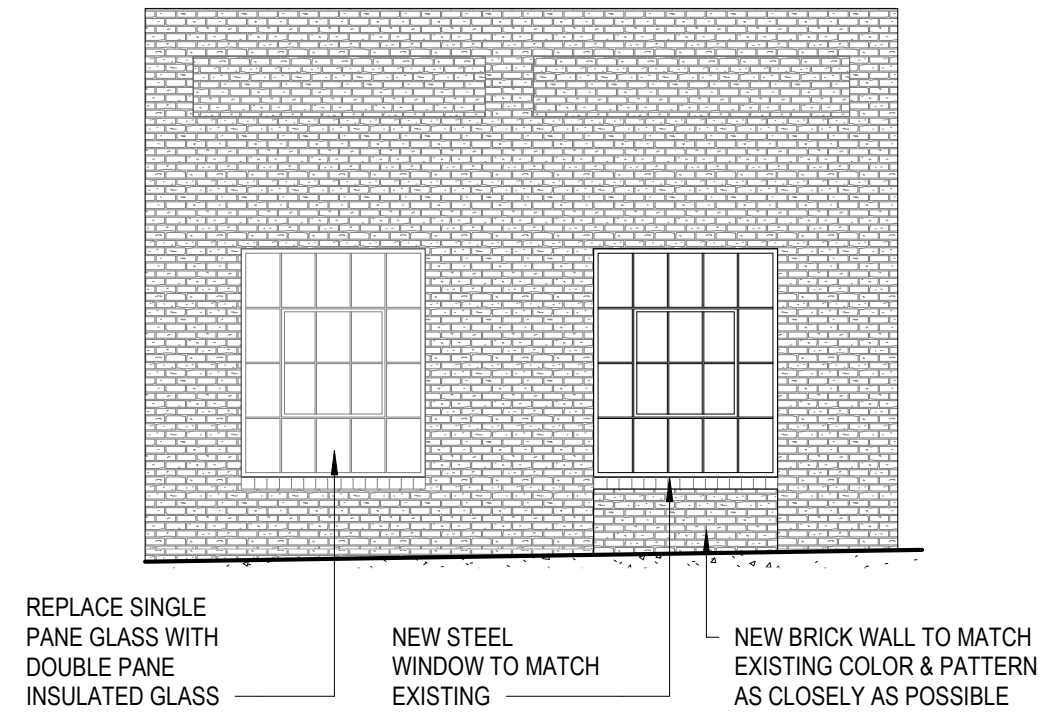 REPLACE SINGLE
PANE GLASS WITH
DOUBLE PANE
INSULATED GLASS
NEW STEEL
WINDOW TO MATCH
EXISTING
NEW BRICK WALL TO MATCH
EXISTING COLOR & PATTERN
AS CLOSELY AS POSSIBLE